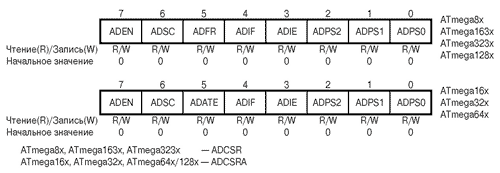 7 6 5 4 3 2 1 0
ADEN ADSC ADFR ADIF ADIE ADPS2 ADPS1 ADPS0
ATmega8x
ATmega163x
ATmega323x
ATmega128x
Чтение(R)/Запись(W) R/W R/W R/W R/W R/W R/W R/W R/W
Начальное значение 0 0 0 0 0 0 0 0
7 6 5 4 3 2 1 0
ADEN ADSC ADATE ADIF ADIE ADPS2 ADPS1 ADPS0
ATmega16x
ATmega32x
ATmega64x
Чтение(R)/Запись(W) R/W R/W R/W R/W R/W R/W R/W R/W
Начальное значение 0 0 0 0 0 0 0 0
ATmega8x, ATmega163x, ATmega323x — ADCSR
ATmega16x, ATmega32x, ATmega64x/128x — ADCSRA